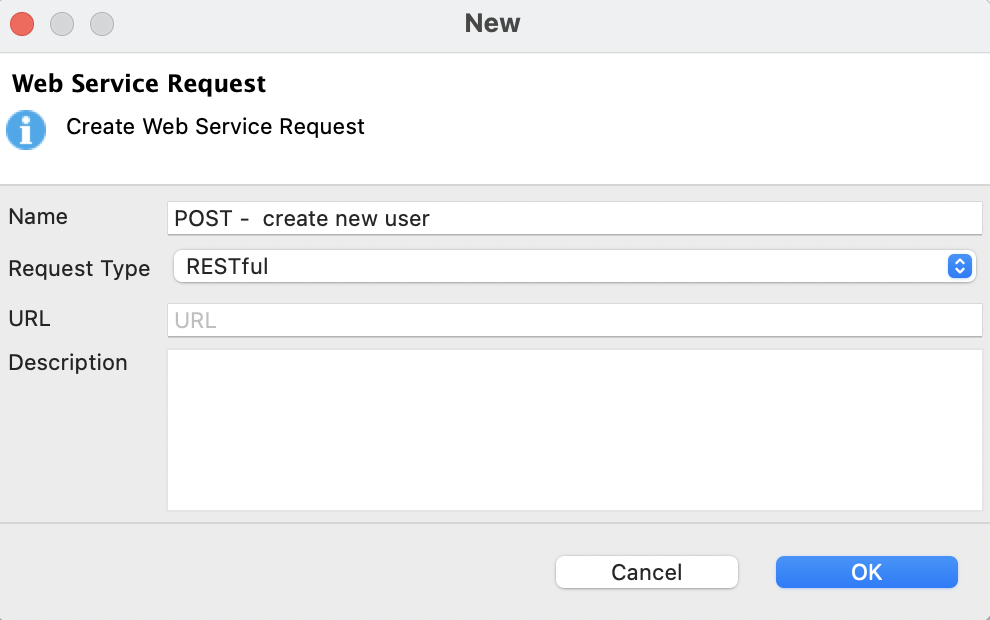 New
Web Service Request
Create Web Service Request
Name
POST -  create new user
Request Type
RESTful
URL
URL
Description
Cancel
OK